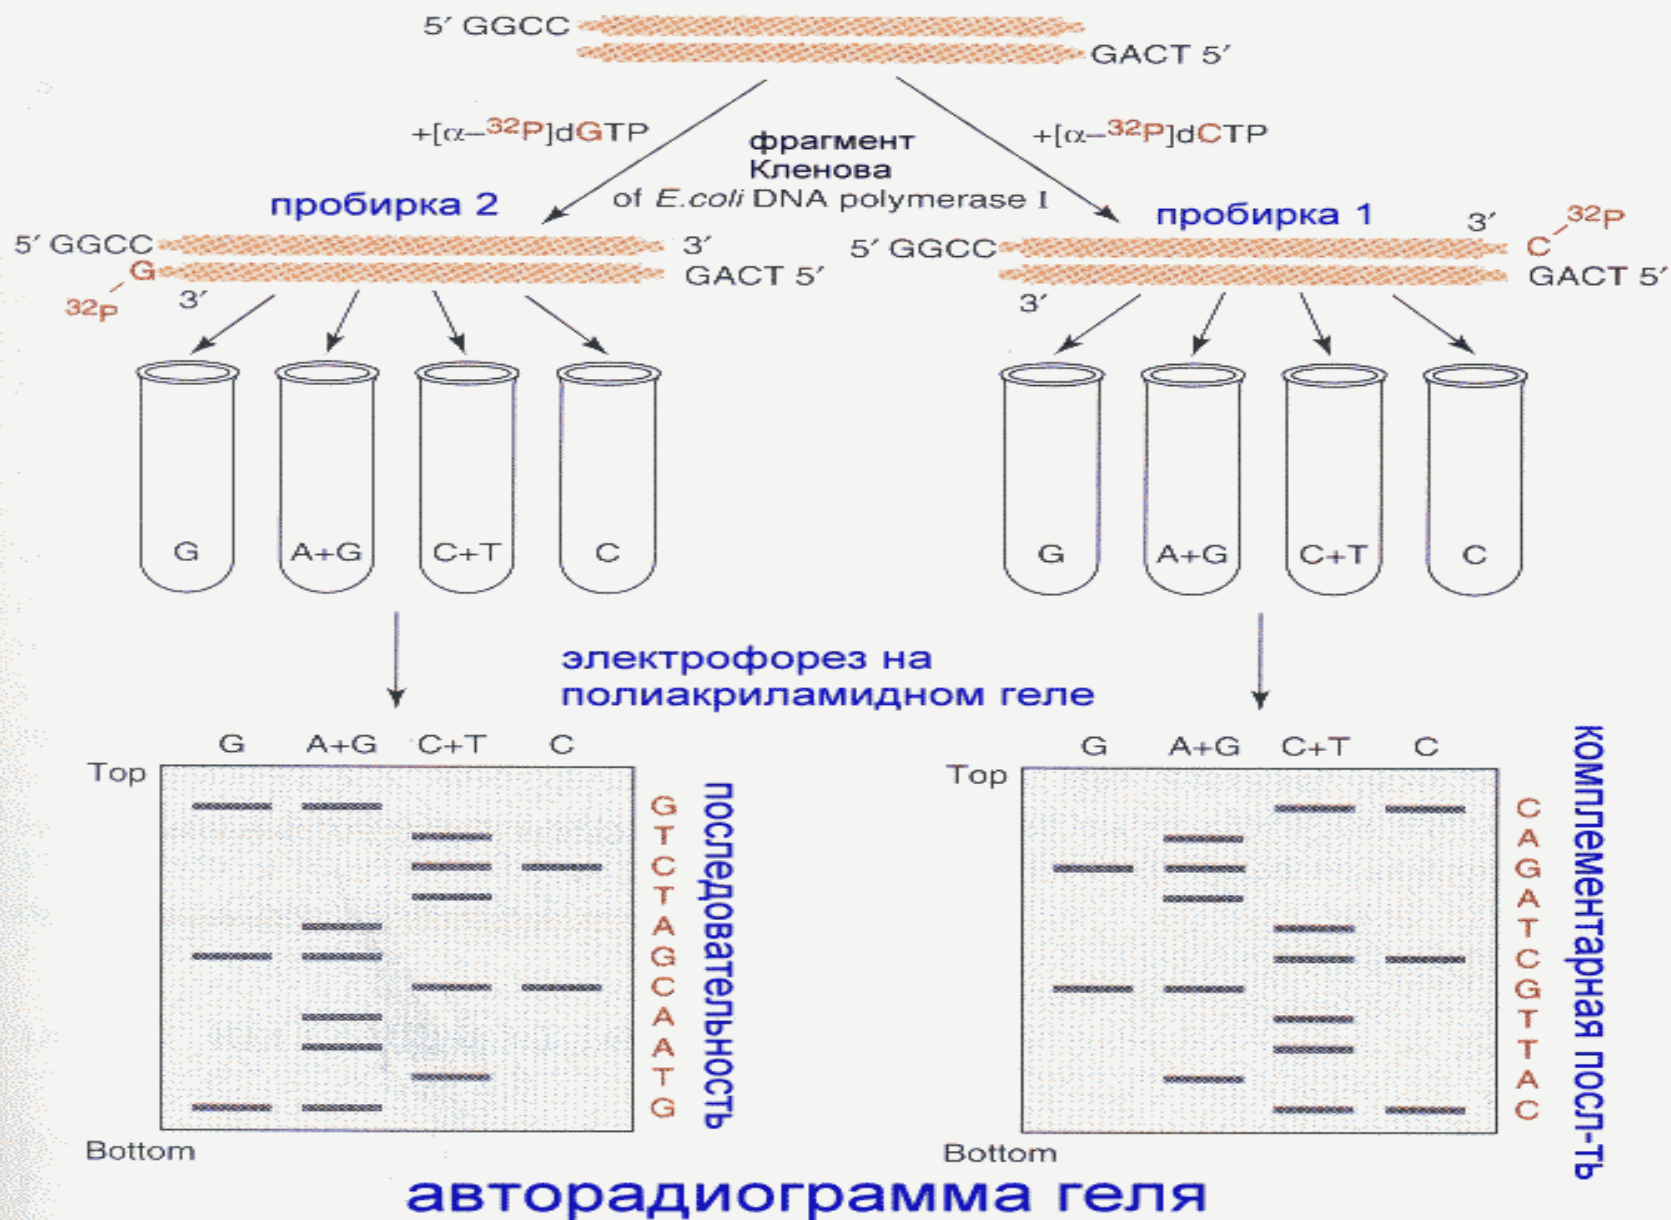 5′ GGCC
GACT 5′
+[α–32P]dGTP
фрагмент
Кленова
of E.coli DNA polymerase I
+[α–32P]dCTP
пробирка 2
5′ GGCC
3′
G
32P
3′
GACT 5′
пробирка 1
5′ GGCC
3′
32P
C
GACT 5′
3′
G
A+G
C+T
C
G
A+G
C+T
C
электрофорез на
полиакриламидном геле
G A+G C+T C
Top
G
T
C
T
A
G
C
A
A
T
G
последовательность
Bottom
G A+G C+T C
Top
C
A
G
A
T
C
G
T
T
A
C
комплементарная посл-ть
Bottom
авторадиограмма геля